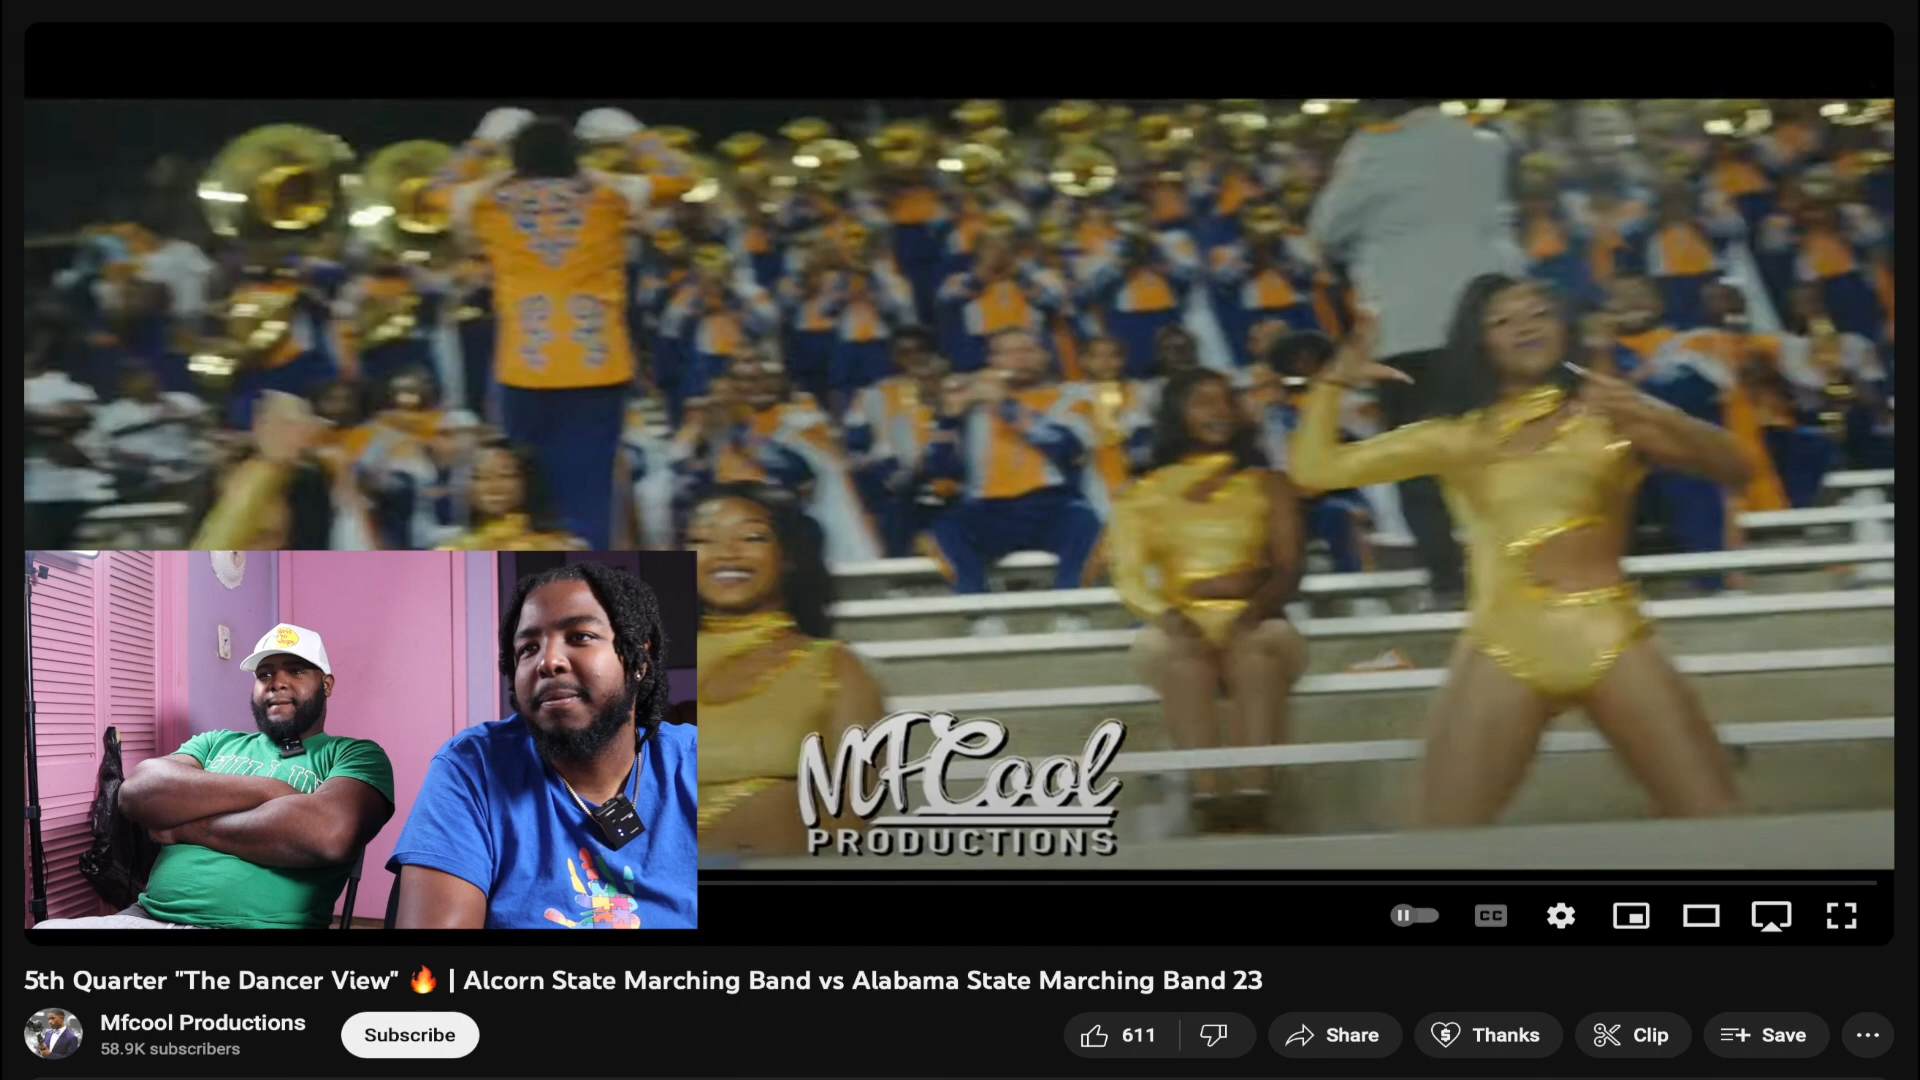 MFCool
PRODUCTIONS
CC
5th Quarter "The Dancer View" 🔥 | Alcorn State Marching Band vs Alabama State Marching Band 23
Mfcool Productions
58.9K subscribers
Subscribe
611
Share
Thanks
Clip
Save